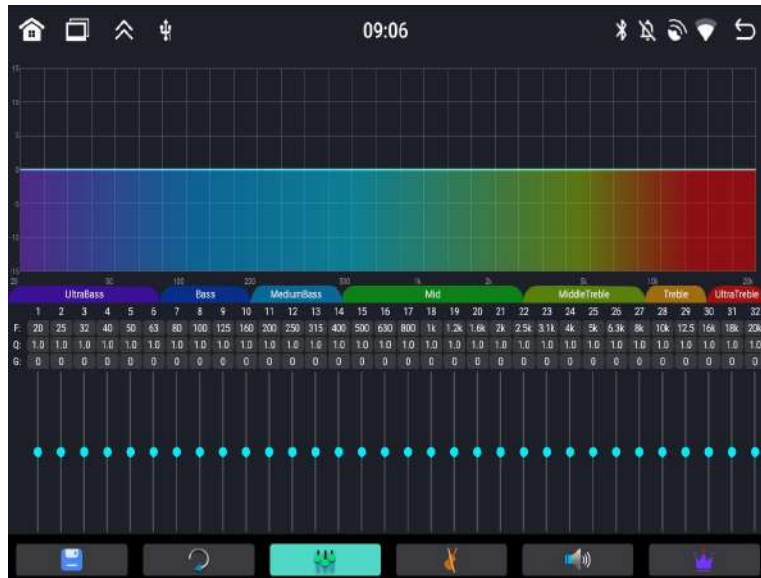 09:06
15
10
5
0
-5
-10
-15
20 50 100 200 500 1k 2k 5k 10k 20k
UltraBass Bass MediumBass Mid MiddleTreble Treble UltraTreble
1 2 3 4 5 6 7 8 9 10 11 12 13 14 15 16 17 18 19 20 21 22 23 24 25 26 27 28 29 30 31 32
F: 20 25 32 40 50 63 80 100 125 160 200 250 315 400 500 630 800 1k 1.2k 1.6k 2k 2.5k 3.1k 4k 5k 6.3k 8k 10k 12.5 16k 18k 20k
Q: 1.0 1.0 1.0 1.0 1.0 1.0 1.0 1.0 1.0 1.0 1.0 1.0 1.0 1.0 1.0 1.0 1.0 1.0 1.0 1.0 1.0 1.0 1.0 1.0 1.0 1.0 1.0 1.0 1.0 1.0 1.0 1.0
G: 0 0 0 0 0 0 0 0 0 0 0 0 0 0 0 0 0 0 0 0 0 0 0 0 0 0 0 0 0 0 0 0